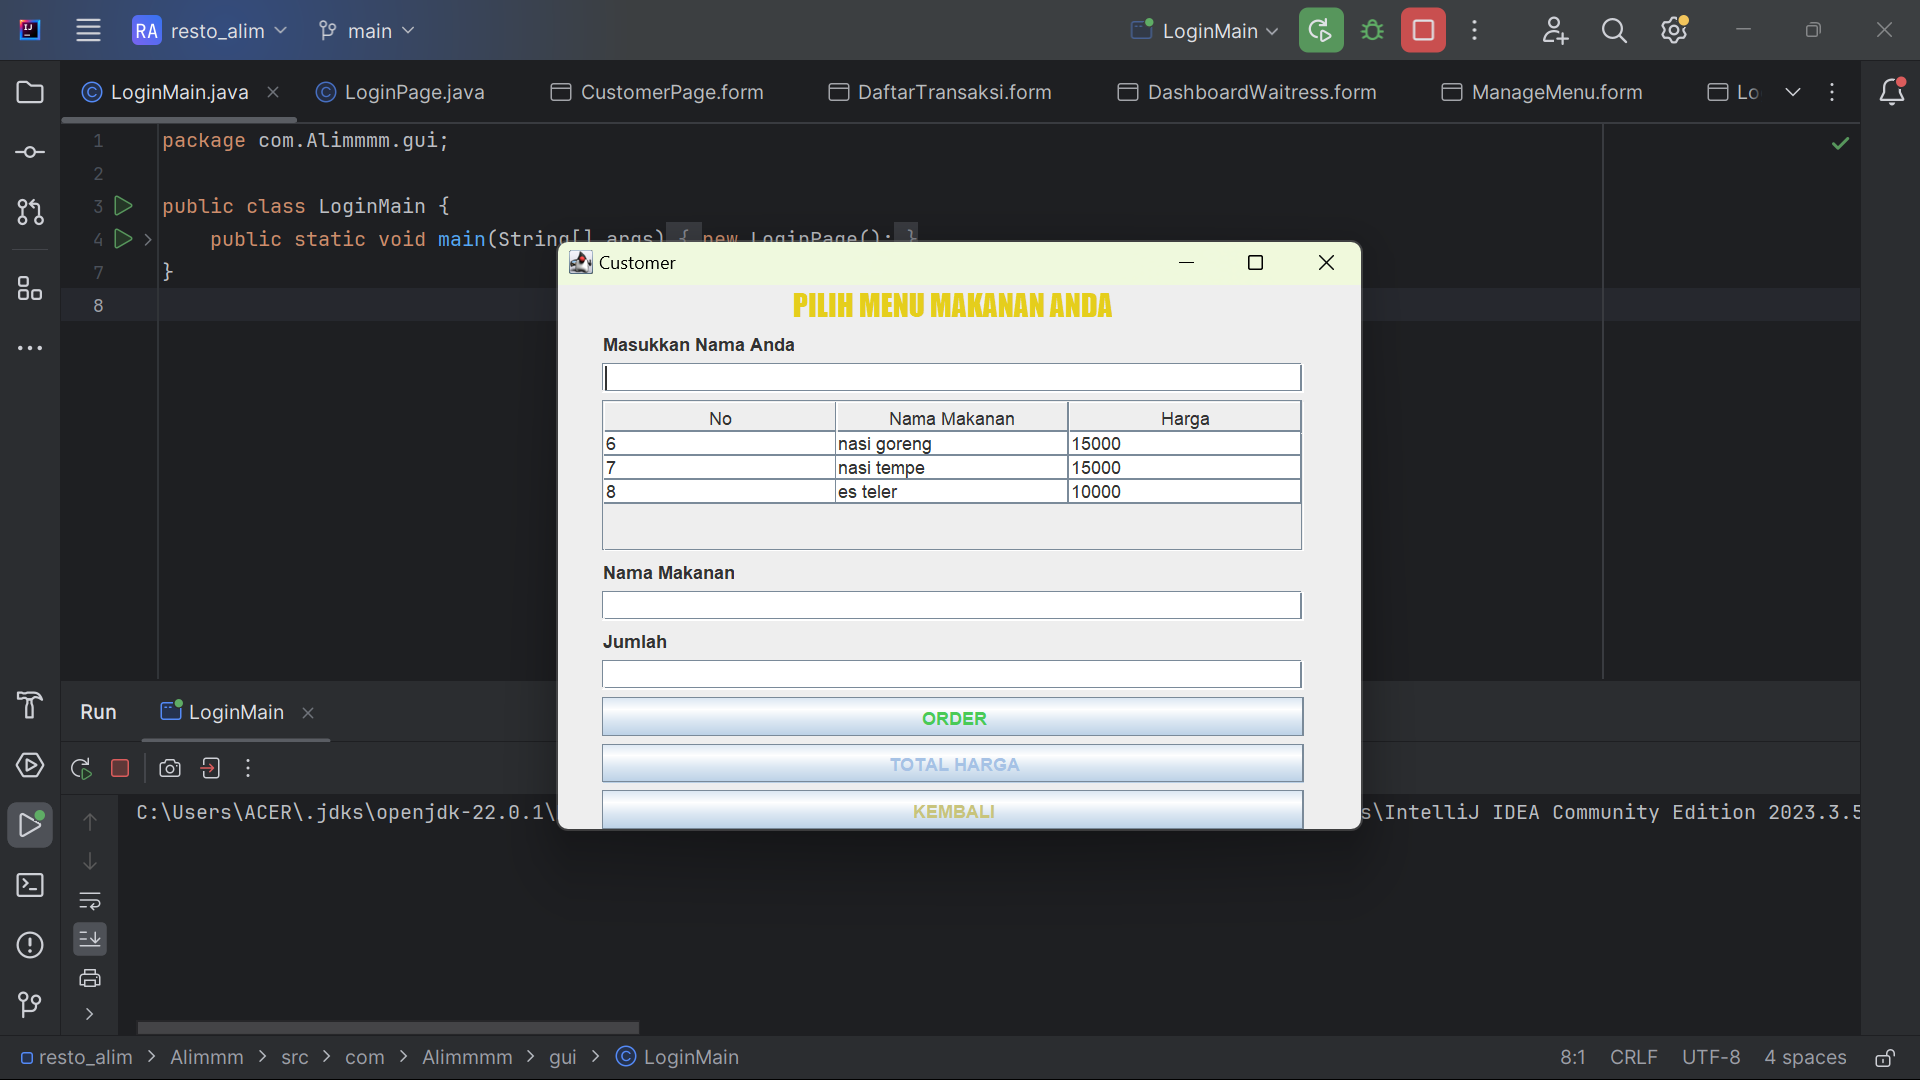 RA resto_alim main LoginMain
LoginMain.java LoginPage.java CustomerPage.form DaftarTransaksi.form DashboardWaitress.form ManageMenu.form Lo
1 package com.Alimmmm.gui;
2
3 public class LoginMain {
4 public static void main(String[] args) { new LoginPage(); }
7 }
8
Customer
PILIH MENU MAKANAN ANDA
Masukkan Nama Anda
No Nama Makanan Harga
6 nasi goreng 15000
7 nasi tempe 15000
8 es teler 10000
Nama Makanan
Jumlah
ORDER
TOTAL HARGA
KEMBALI
Run LoginMain
C:\Users\ACER\.jdks\openjdk-22.0.1\ s\IntelliJ IDEA Community Edition 2023.3.5
resto_alim > Alimmm > src > com > Alimmmm > gui > LoginMain
8:1 CRLF UTF-8 4 spaces